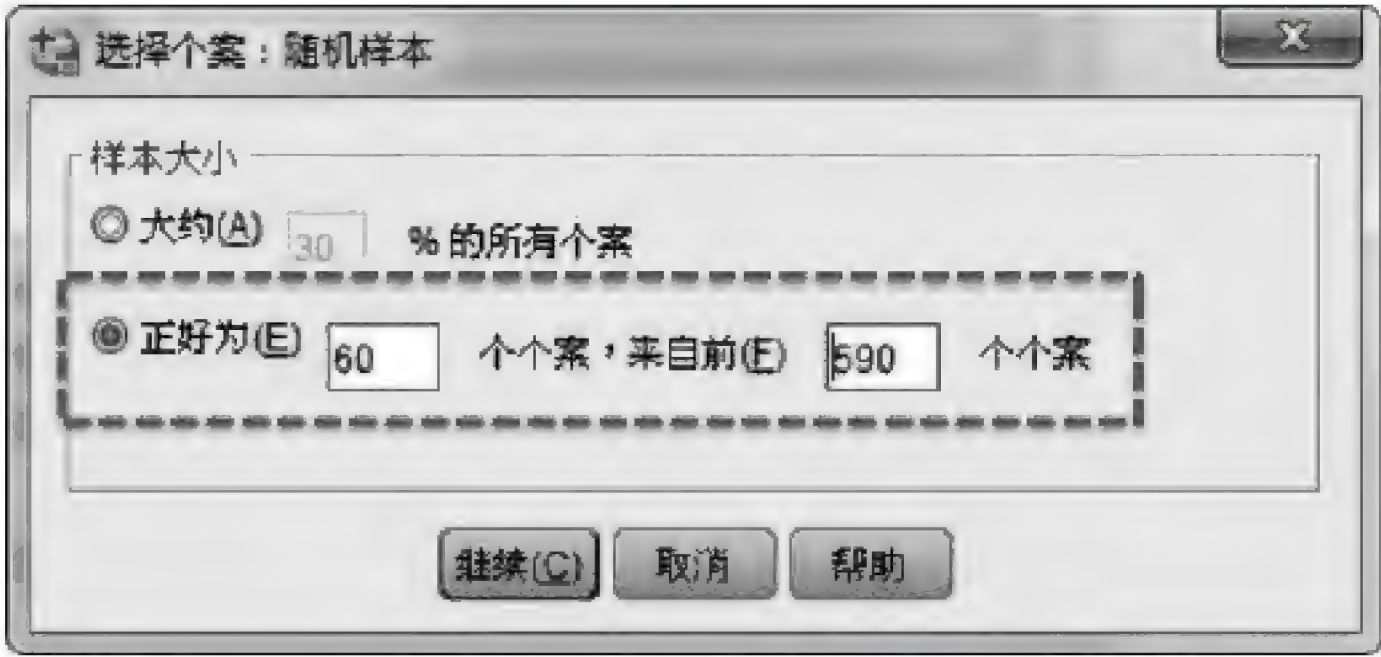 选择个案：随机样本
样本大小
大约(A) 30 % 的所有个案
正好为(E) 60 个个案，来自前(F) 590 个个案
继续(C) 取消 帮助